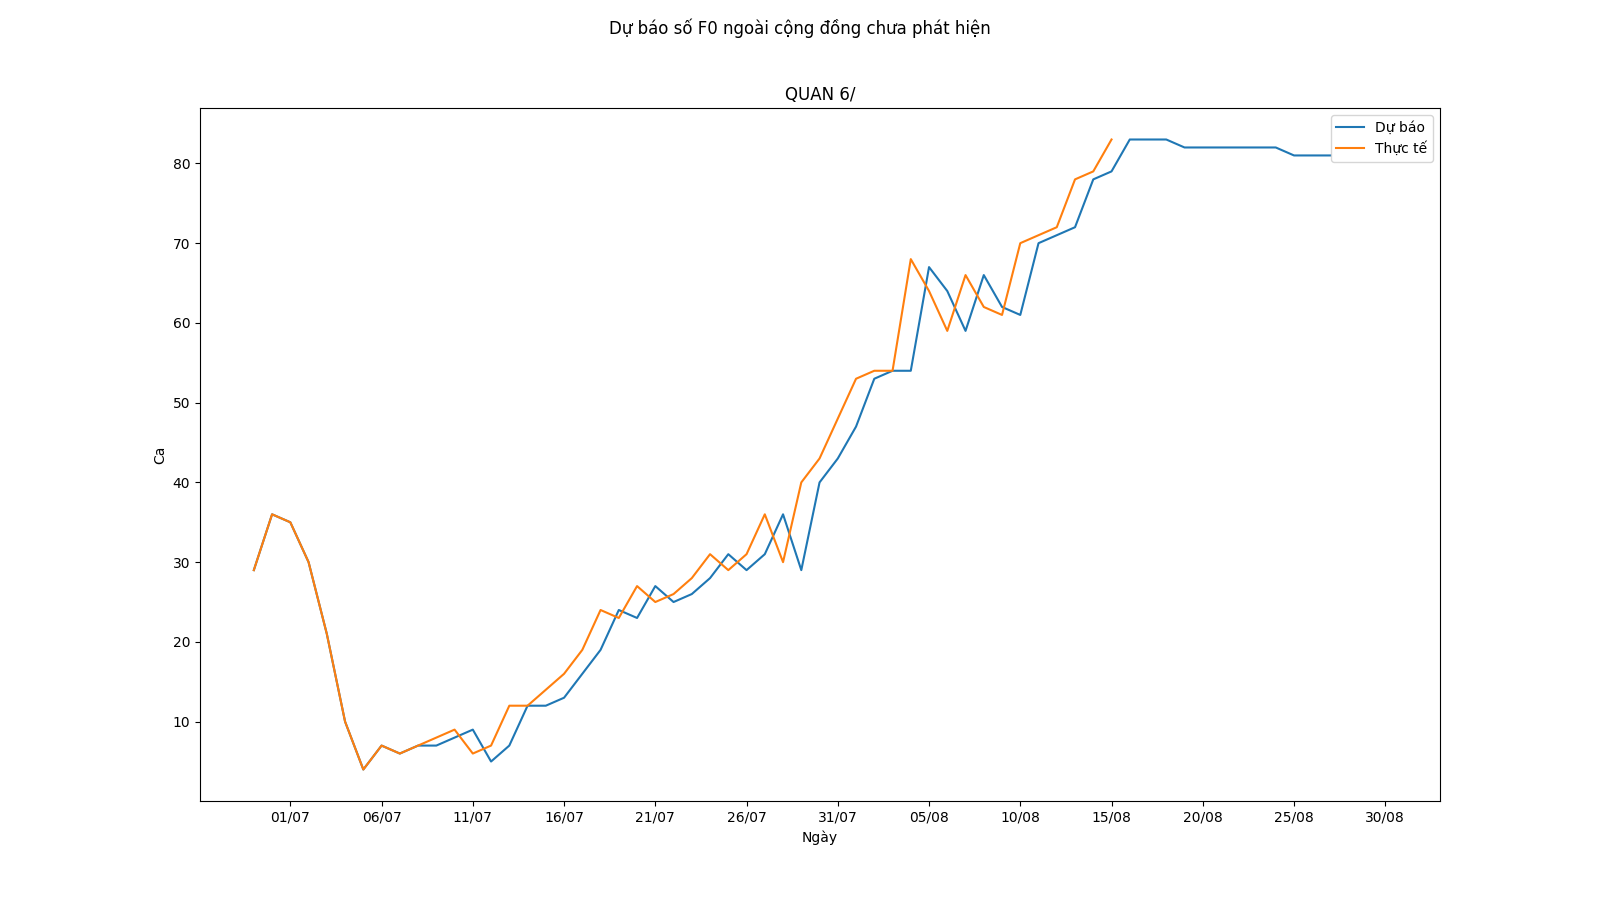 Dự báo số F0 ngoài cộng đồng chưa phát hiện
QUAN 6/
Dự báo
Thực tế
80
70
60
50
40
30
20
10
Ca
01/07 06/07 11/07 16/07 21/07 26/07 31/07 05/08 10/08 15/08 20/08 25/08 30/08
Ngày